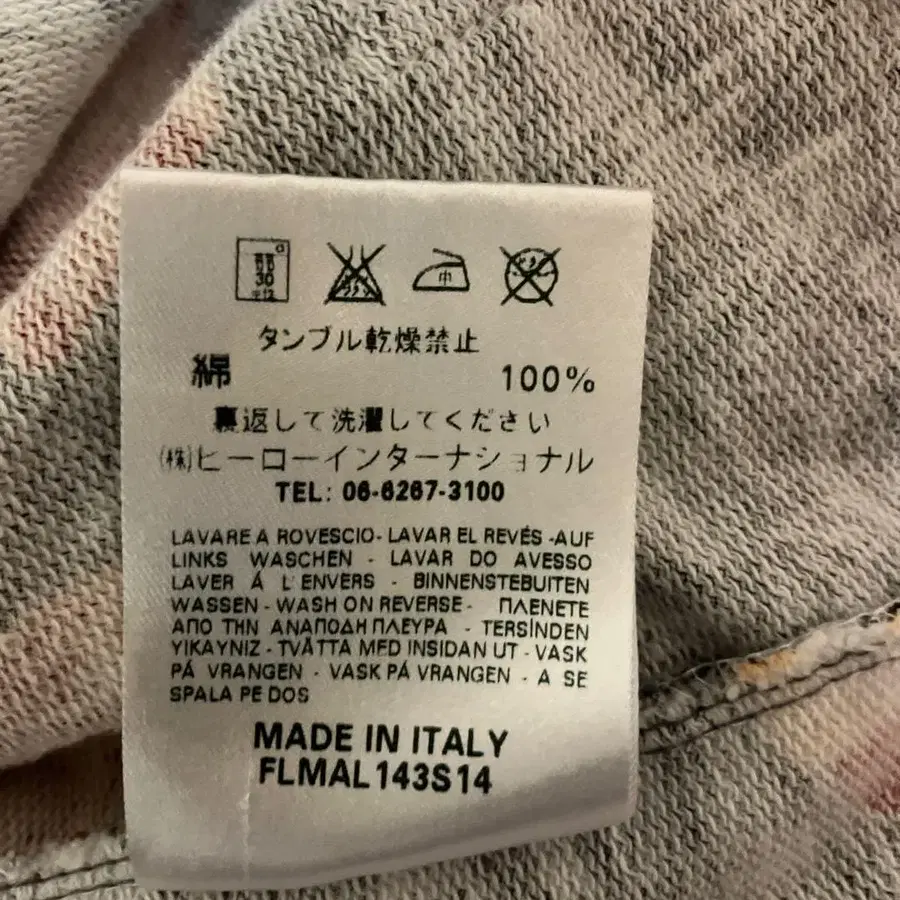 30
中
タンブル乾燥禁止
綿 100%
裏返して洗濯してください
(株)ヒーローインターナショナル
TEL: 06-6267-3100
LAVARE A ROVESCIO- LAVAR EL REVÉS -AUF
LINKS WASCHEN - LAVAR DO AVESSO
LAVER Á L'ENVERS - BINNENSTEBUITEN
WASSEN - WASH ON REVERSE - ΠΛΕΝΕΤΕ
ΑΠΟ ΤΗΝ ΑΝΑΠΟΔΗ ΠΛΕΥΡΑ - TERSİNDEN
YIKAYNIZ - TVÄTTA MED INSIDAN UT - VASK
PÅ VRANGEN - VASK PÅ VRANGEN - A SE
SPALA PE DOS
MADE IN ITALY
FLMAL143S14